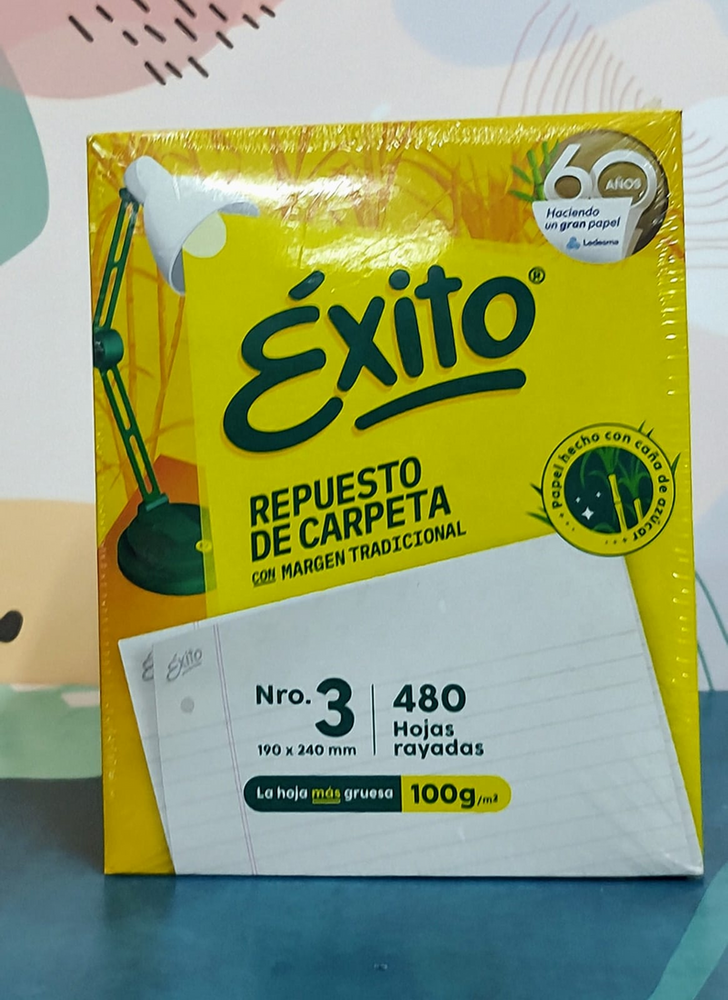 60
AÑOS
Haciendo
un gran papel
Ledesma
Éxito®
REPUESTO
DE CARPETA
CON MARGEN TRADICIONAL
Papel hecho con caña de azúcar
Éxito
Nro. 3
190 x 240 mm
480
Hojas
rayadas
La hoja más gruesa
100g/m²